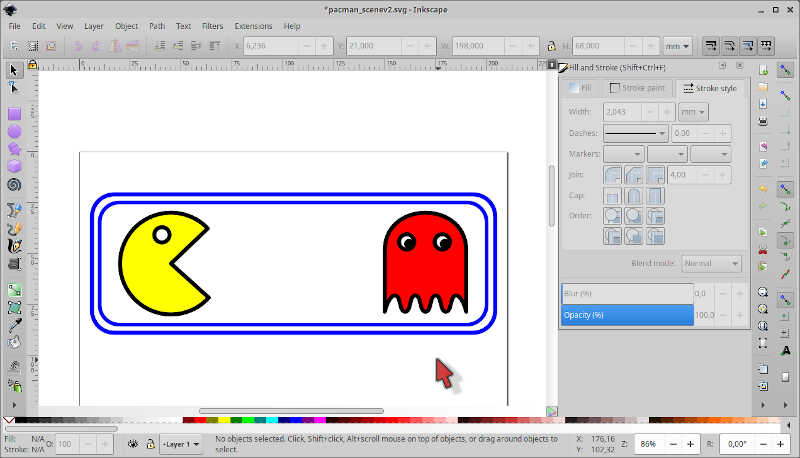 *pacman_scenev2.svg - Inkscape
File Edit View Layer Object Path Text Filters Extensions Help
X: 6,236 Y: 21,000 W: 198,000 H: 68,000 mm
Fill and Stroke (Shift+Ctrl+F)
Fill Stroke paint Stroke style
Width: 2,043 mm
Dashes: 0,00
Markers:
Join: 4,00
Cap:
Order:
Blend mode: Normal
Blur (%) 0,0
Opacity (%) 100,0
Fill: N/A
Stroke: N/A
O: 100
Layer 1
No objects selected. Click, Shift+click, Alt+scroll mouse on top of objects, or drag around objects to
select.
X: 176,16
Y: 102,32
Z: 86%
R: 0,00°